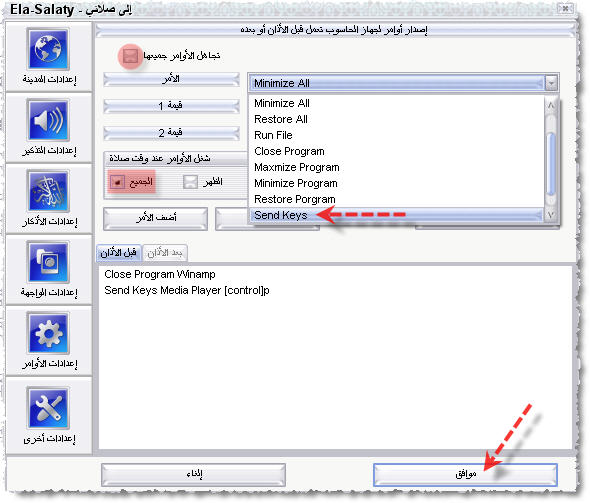 Ela-Salaty - إلى صلاتي
إصدار أوامر لجهاز الحاسوب تعمل قبل الأذان أو بعده
تجاهل الأوامر جميعها
الأمر
Minimize All
قيمة 1
قيمة 2
Minimize All
Restore All
Run File
Close Program
Maxmize Program
Minimize Program
Restore Porgram
Send Keys
شغل الأوامر عند وقت صلاة
الجميع
الظهر
أضف الأمر
قبل الأذان
بعد الأذان
Close Program Winamp
Send Keys Media Player [control]p
إعدادات المدينة
إعدادات التذكير
إعدادات الأذكار
إعدادات الواجهة
إعدادات الأوامر
إعدادات أخرى
إلغاء
موافق